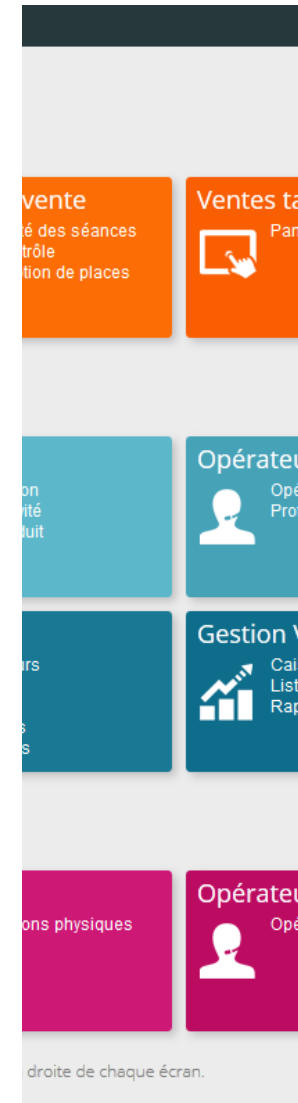 vente
té des séances
trôle
tion de places
Ventes ta
Pan
on
vité
duit
Opérateu
Opé
Pro
urs
s
s
Gestion V
Cai
List
Rap
ons physiques
Opérateu
Opé
droite de chaque écran.